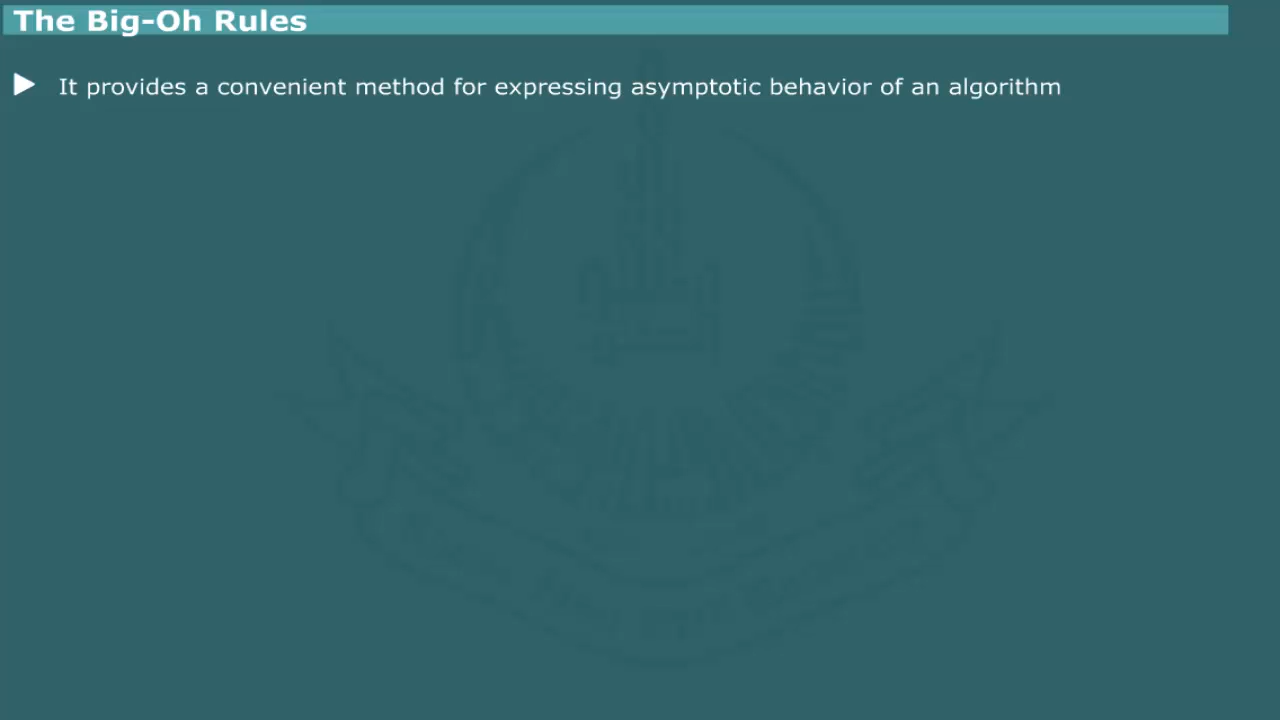 The Big-Oh Rules
It provides a convenient method for expressing asymptotic behavior of an algorithm